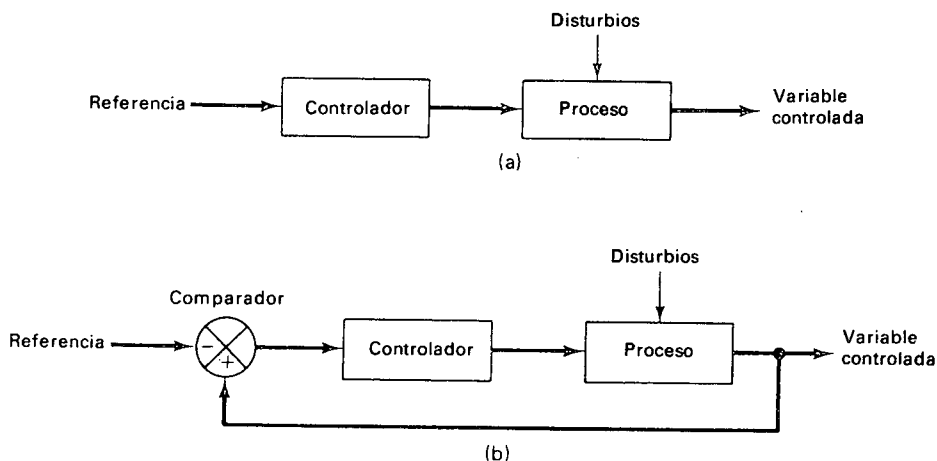 Disturbios
Referencia
Controlador
Proceso
Variable
controlada
(a)
Disturbios
Comparador
Referencia
−
+
Controlador
Proceso
Variable
controlada
(b)